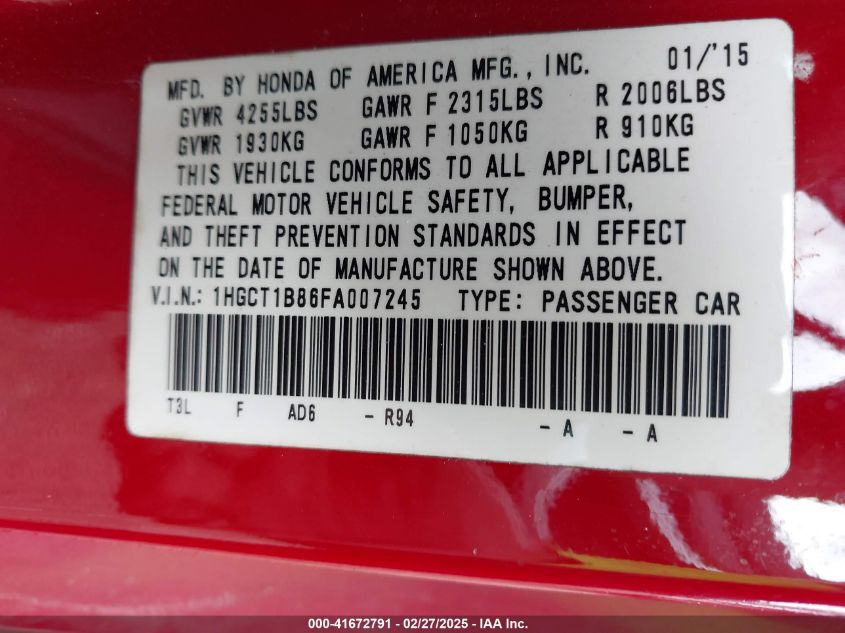 MFD. BY HONDA OF AMERICA MFG., INC. 01/'15
GVWR 4255LBS GAWR F 2315LBS R 2006LBS
GVWR 1930KG GAWR F 1050KG R 910KG
THIS VEHICLE CONFORMS TO ALL APPLICABLE
FEDERAL MOTOR VEHICLE SAFETY, BUMPER,
AND THEFT PREVENTION STANDARDS IN EFFECT
ON THE DATE OF MANUFACTURE SHOWN ABOVE.
V.I.N.: 1HGCT1B86FA007245 TYPE: PASSENGER CAR
T3L F AD6 - R94 - A - A
000-41672791 - 02/27/2025 - IAA Inc.